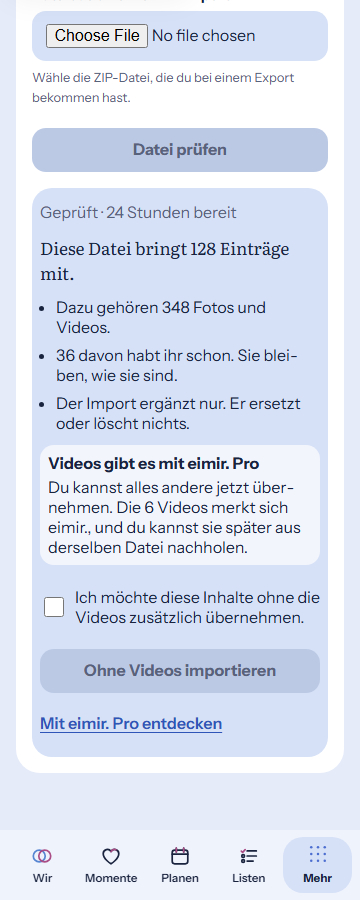 Choose File No file chosen
Wähle die ZIP-Datei, die du bei einem Export
bekommen hast.
Datei prüfen
Geprüft · 24 Stunden bereit
Diese Datei bringt 128 Einträge
mit.
Dazu gehören 348 Fotos und
Videos.
36 davon habt ihr schon. Sie blei-
ben, wie sie sind.
Der Import ergänzt nur. Er ersetzt
oder löscht nichts.
Videos gibt es mit eimir. Pro
Du kannst alles andere jetzt über-
nehmen. Die 6 Videos merkt sich
eimir., und du kannst sie später aus
derselben Datei nachholen.
Ich möchte diese Inhalte ohne die
Videos zusätzlich übernehmen.
Ohne Videos importieren
Mit eimir. Pro entdecken
Wir Momente Planen Listen Mehr